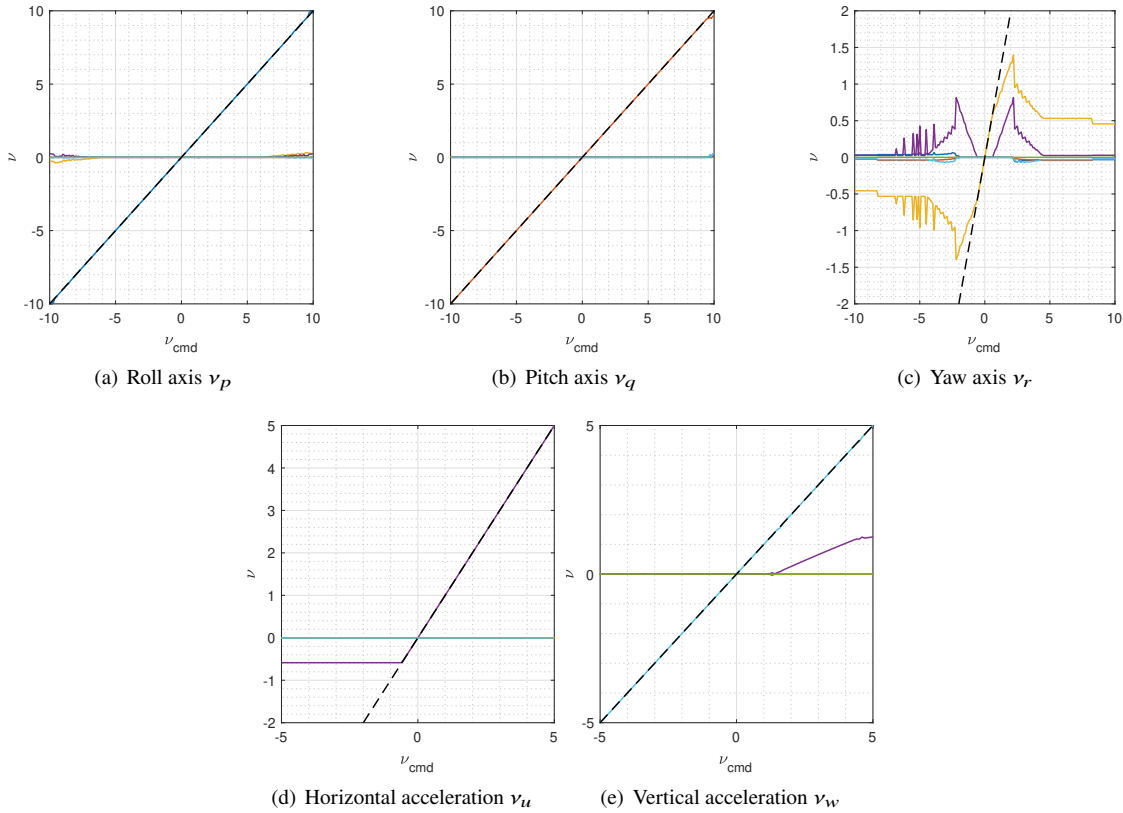 10
5
0
-5
-10
ν
-10 -5 0 5 10
ν_cmd
(a) Roll axis ν_p
10
5
0
-5
-10
ν
-10 -5 0 5 10
ν_cmd
(b) Pitch axis ν_q
2
1.5
1
0.5
0
-0.5
-1
-1.5
-2
ν
-10 -5 0 5 10
ν_cmd
(c) Yaw axis ν_r
5
4
3
2
1
0
-1
-2
ν
-5 0 5
ν_cmd
(d) Horizontal acceleration ν_u
5
0
-5
ν
-5 0 5
ν_cmd
(e) Vertical acceleration ν_w